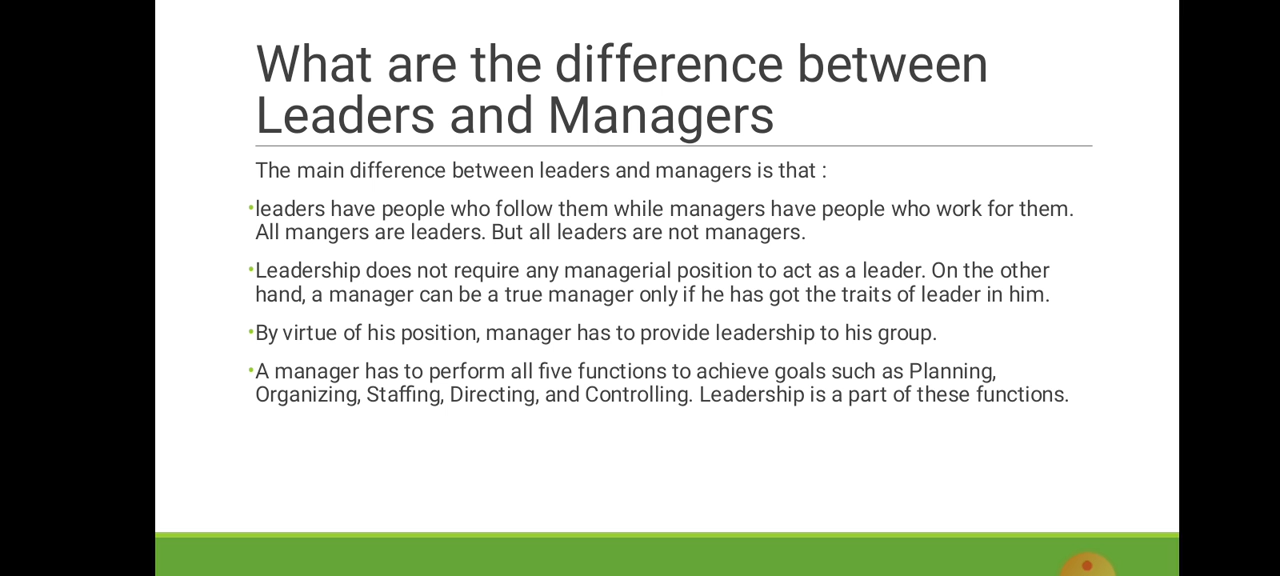 What are the difference between
Leaders and Managers
The main difference between leaders and managers is that :
•leaders have people who follow them while managers have people who work for them.
All mangers are leaders. But all leaders are not managers.
•Leadership does not require any managerial position to act as a leader. On the other
hand, a manager can be a true manager only if he has got the traits of leader in him.
•By virtue of his position, manager has to provide leadership to his group.
•A manager has to perform all five functions to achieve goals such as Planning,
Organizing, Staffing, Directing, and Controlling. Leadership is a part of these functions.